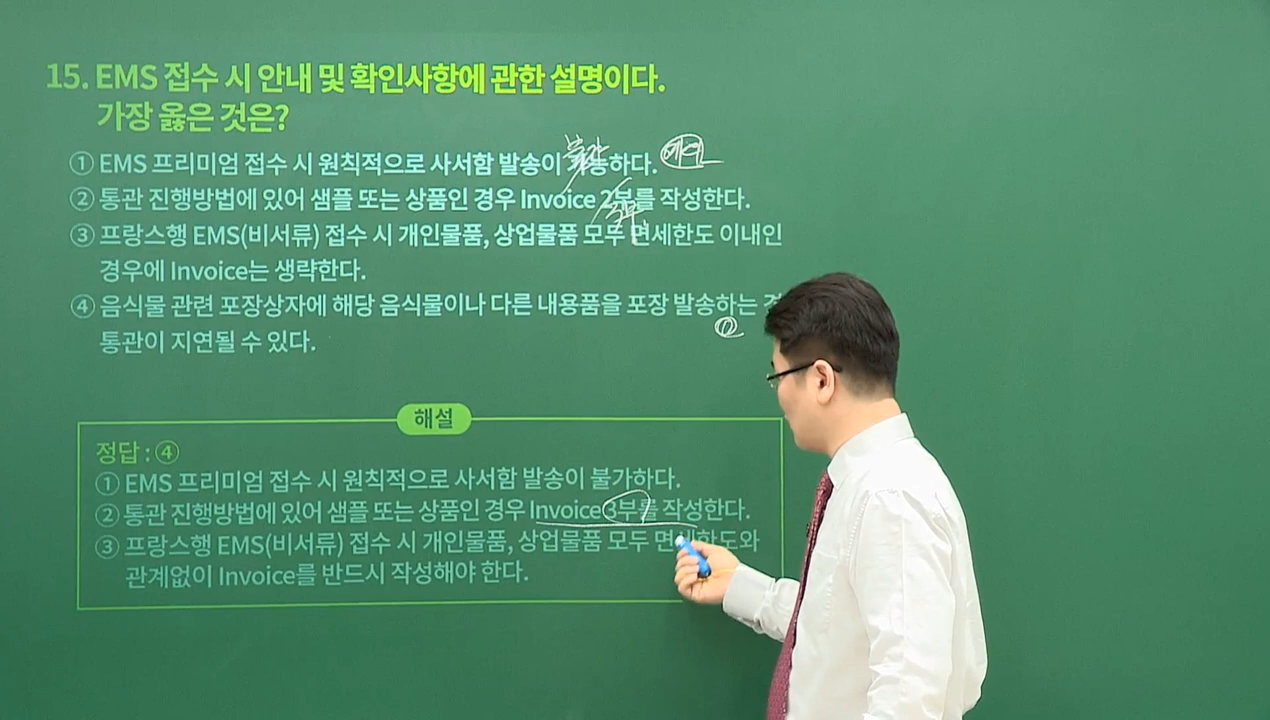 15. EMS 접수 시 안내 및 확인사항에 관한 설명이다.
가장 옳은 것은?
① EMS 프리미엄 접수 시 원칙적으로 사서함 발송이 가능하다.
② 통관 진행방법에 있어 샘플 또는 상품인 경우 Invoice 2부를 작성한다.
③ 프랑스행 EMS(비서류) 접수 시 개인물품, 상업물품 모두 면세한도 이내인
경우에 Invoice는 생략한다.
④ 음식물 관련 포장상자에 해당 음식물이나 다른 내용품을 포장 발송하는
통관이 지연될 수 있다.
해설
정답 : ④
① EMS 프리미엄 접수 시 원칙적으로 사서함 발송이 불가하다.
② 통관 진행방법에 있어 샘플 또는 상품인 경우 Invoice 3부를 작성한다.
③ 프랑스행 EMS(비서류) 접수 시 개인물품, 상업물품 모두 면세한도와
관계없이 Invoice를 반드시 작성해야 한다.